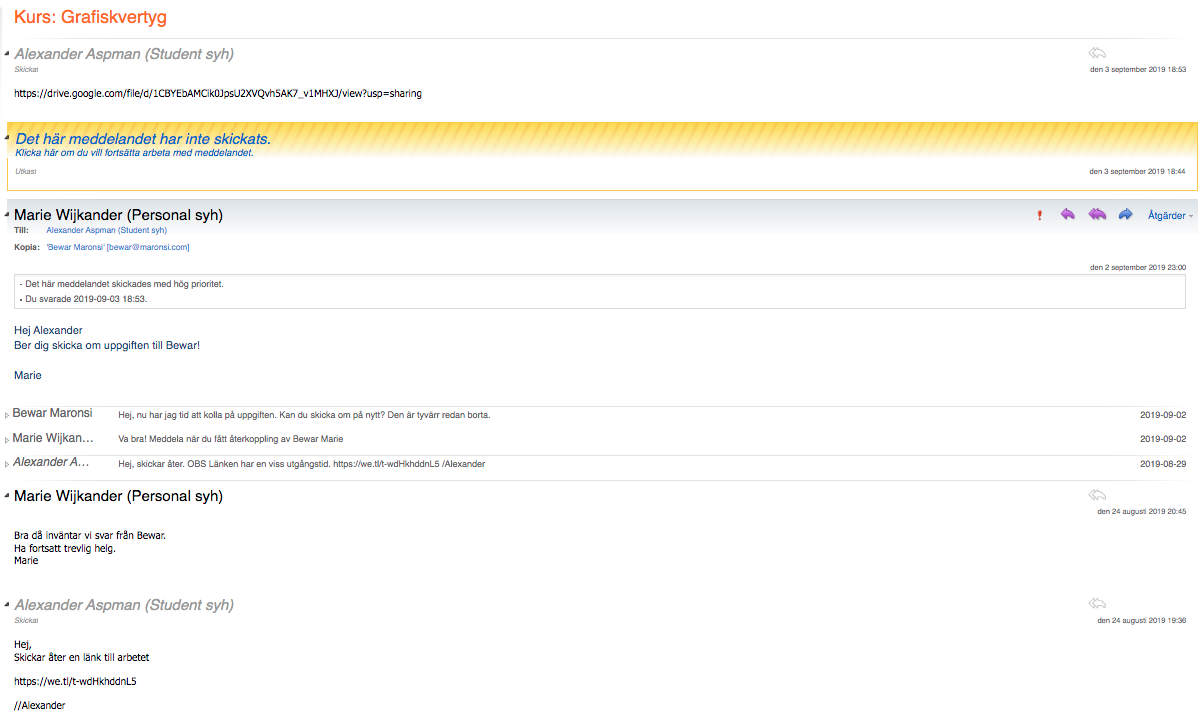 Kurs: Grafiskvertyg
Alexander Aspman (Student syh)
Skickat
den 3 september 2019 18:53
https://drive.google.com/file/d/1CBYEbAMCik0JpsU2XVQvh5AK7_v1MHXJ/view?usp=sharing
Det här meddelandet har inte skickats.
Klicka här om du vill fortsätta arbeta med meddelandet.
Utkast
den 3 september 2019 18:44
Marie Wijkander (Personal syh)
Åtgärder
Till: Alexander Aspman (Student syh)
Kopia: 'Bewar Maronsi' [bewar@maronsi.com]
den 2 september 2019 23:00
- Det här meddelandet skickades med hög prioritet.
• Du svarade 2019-09-03 18:53.
Hej Alexander
Ber dig skicka om uppgiften till Bewar!
Marie
Bewar Maronsi Hej, nu har jag tid att kolla på uppgiften. Kan du skicka om på nytt? Den är tyvärr redan borta. 2019-09-02
Marie Wijkan... Va bra! Meddela när du fått återkoppling av Bewar Marie 2019-09-02
Alexander A... Hej, skickar åter. OBS Länken har en viss utgångstid. https://we.tl/t-wdHkhddnL5 /Alexander 2019-08-29
Marie Wijkander (Personal syh)
den 24 augusti 2019 20:45
Bra då inväntar vi svar från Bewar.
Ha fortsatt trevlig helg.
Marie
Alexander Aspman (Student syh)
Skickat
den 24 augusti 2019 19:36
Hej,
Skickar åter en länk till arbetet
https://we.tl/t-wdHkhddnL5
//Alexander